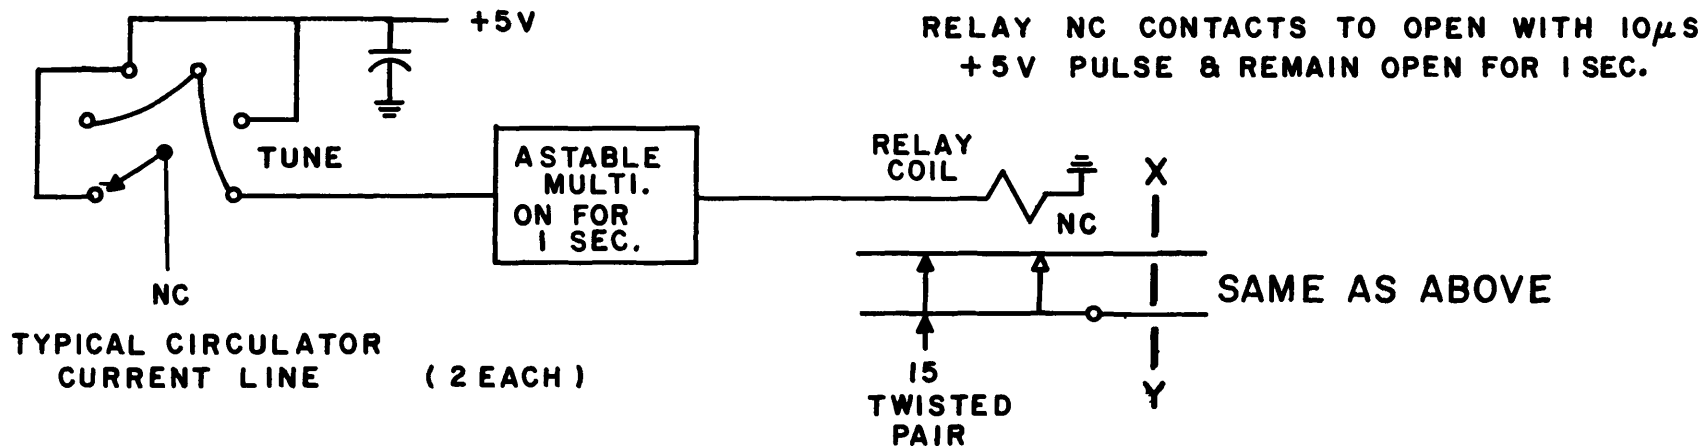 +5V
RELAY NC CONTACTS TO OPEN WITH 10μS
+5V PULSE & REMAIN OPEN FOR 1 SEC.
TUNE
ASTABLE
MULTI.
ON FOR
1 SEC.
RELAY
COIL
X
NC
NC
SAME AS ABOVE
TYPICAL CIRCULATOR
CURRENT LINE (2 EACH)
15
TWISTED
PAIR
Y